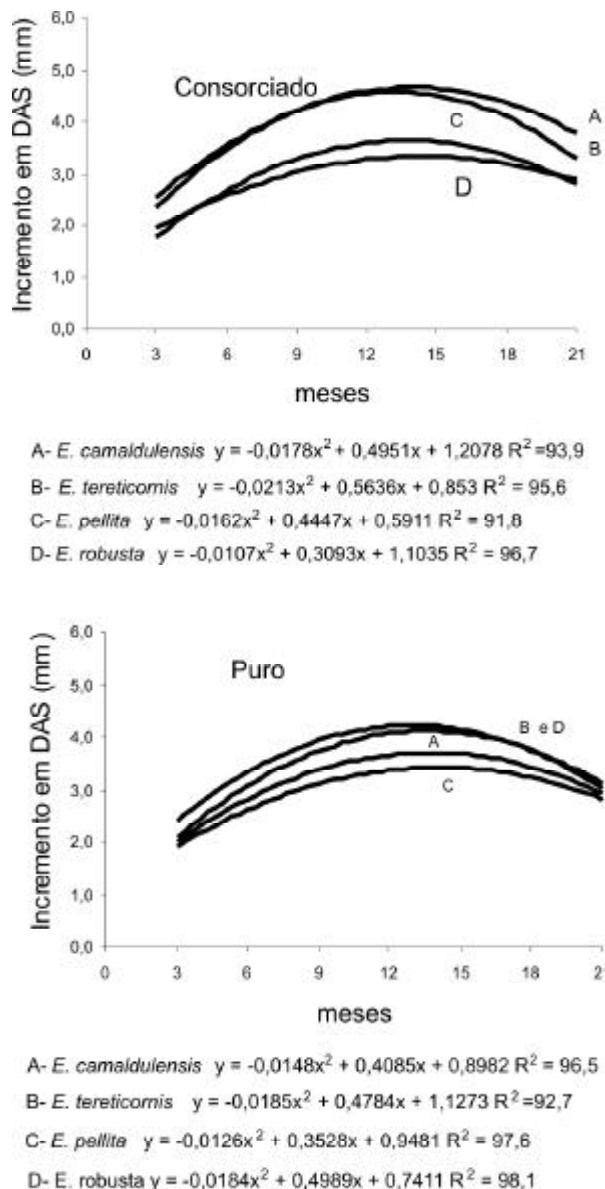 6,0
Consorciado
5,0
A
4,0
C
B
3,0
D
2,0
1,0
0,0
0 3 6 9 12 15 18 21
Incremento em DAS (mm)
meses
A- E. camaldulensis y = -0,0178x² + 0,4951x + 1,2078 R² =93,9
B- E. tereticornis y = -0,0213x² + 0,5636x + 0,853 R² = 95,6
C- E. pellita y = -0,0162x² + 0,4447x + 0,5911 R² = 91,8
D- E. robusta y = -0,0107x² + 0,3093x + 1,1035 R² = 96,7
6,0
Puro
5,0
B e D
4,0
A
3,0
C
2,0
1,0
0,0
0 3 6 9 12 15 18 21
Incremento em DAS (mm)
meses
A- E. camaldulensis y = -0,0148x² + 0,4085x + 0,8982 R² = 96,5
B- E. tereticornis y = -0,0185x² + 0,4784x + 1,1273 R² =92,7
C- E. pellita y = -0,0126x² + 0,3528x + 0,9481 R² = 97,6
D- E. robusta y = -0,0184x² + 0,4989x + 0,7411 R² = 98,1